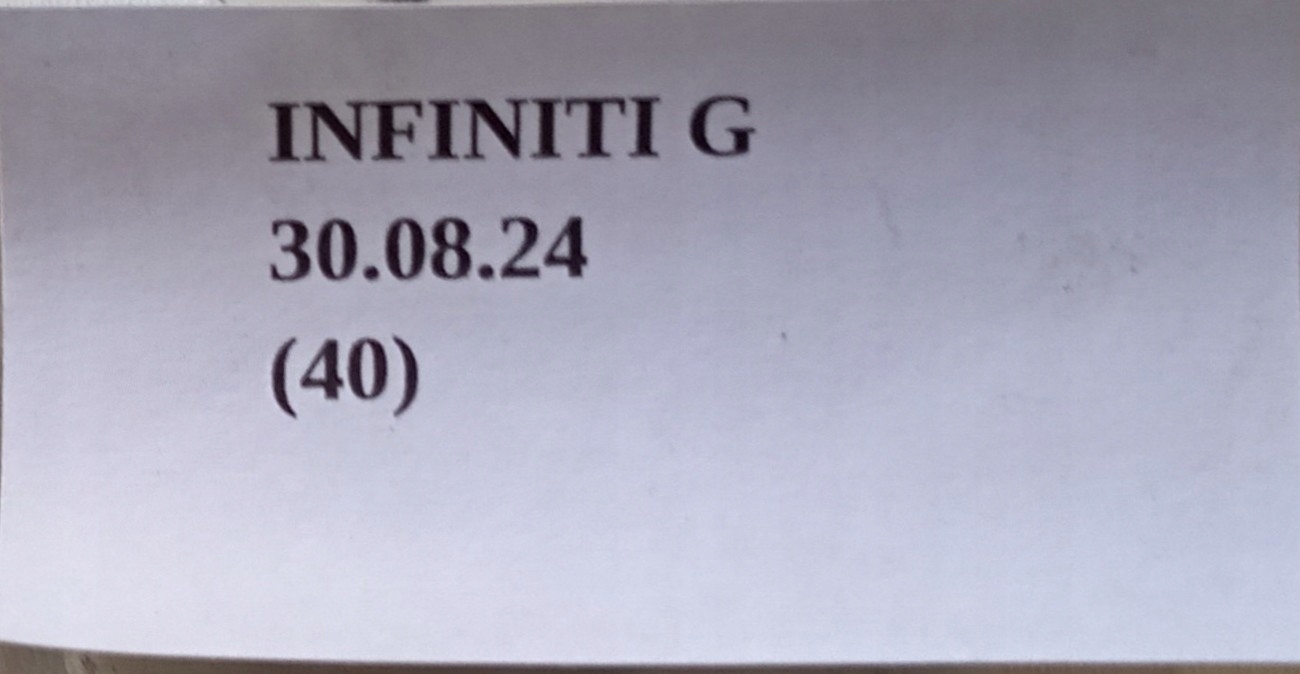 INFINITI G
30.08.24
(40)